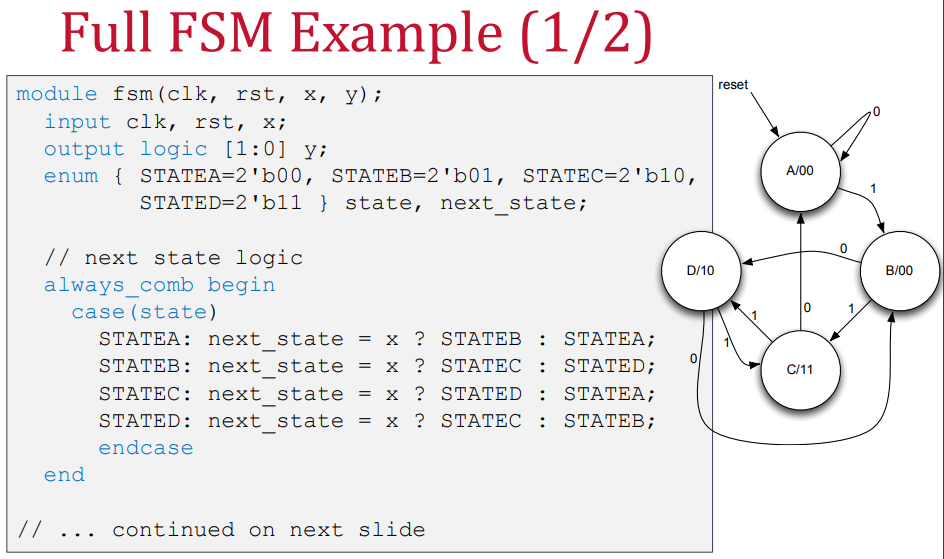 Full FSM Example (1/2)
module fsm(clk, rst, x, y);
input clk, rst, x;
output logic [1:0] y;
enum { STATEA=2'b00, STATEB=2'b01, STATEC=2'b10,
STATED=2'b11 } state, next_state;
// next state logic
always_comb begin
case(state)
STATEA: next_state = x ? STATEB : STATEA;
STATEB: next_state = x ? STATEC : STATED;
STATEC: next_state = x ? STATED : STATEA;
STATED: next_state = x ? STATEC : STATEB;
endcase
end
// ... continued on next slide
reset
0
A/00
1
0
D/10
B/00
1
0
1
1
0
C/11